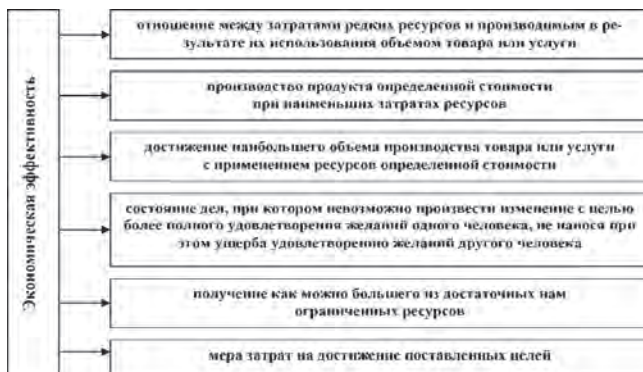 Экономическая эффективность
отношение между затратами редких ресурсов и производимым в ре-
зультате их использования объемом товара или услуги
производство продукта определенной стоимости
при наименьших затратах ресурсов
достижение наибольшего объема производства товара или услуги
с применением ресурсов определенной стоимости
состояние дел, при котором невозможно произвести изменение с целью
более полного удовлетворения желаний одного человека, не нанося при
этом ущерба удовлетворению желаний другого человека
получение как можно большего из достаточных нам
ограниченных ресурсов
мера затрат на достижение поставленных целей